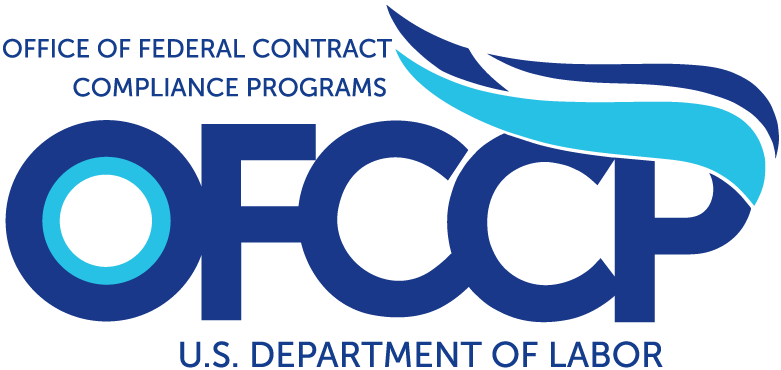 OFFICE OF FEDERAL CONTRACT
COMPLIANCE PROGRAMS
OFCCP
U.S. DEPARTMENT OF LABOR